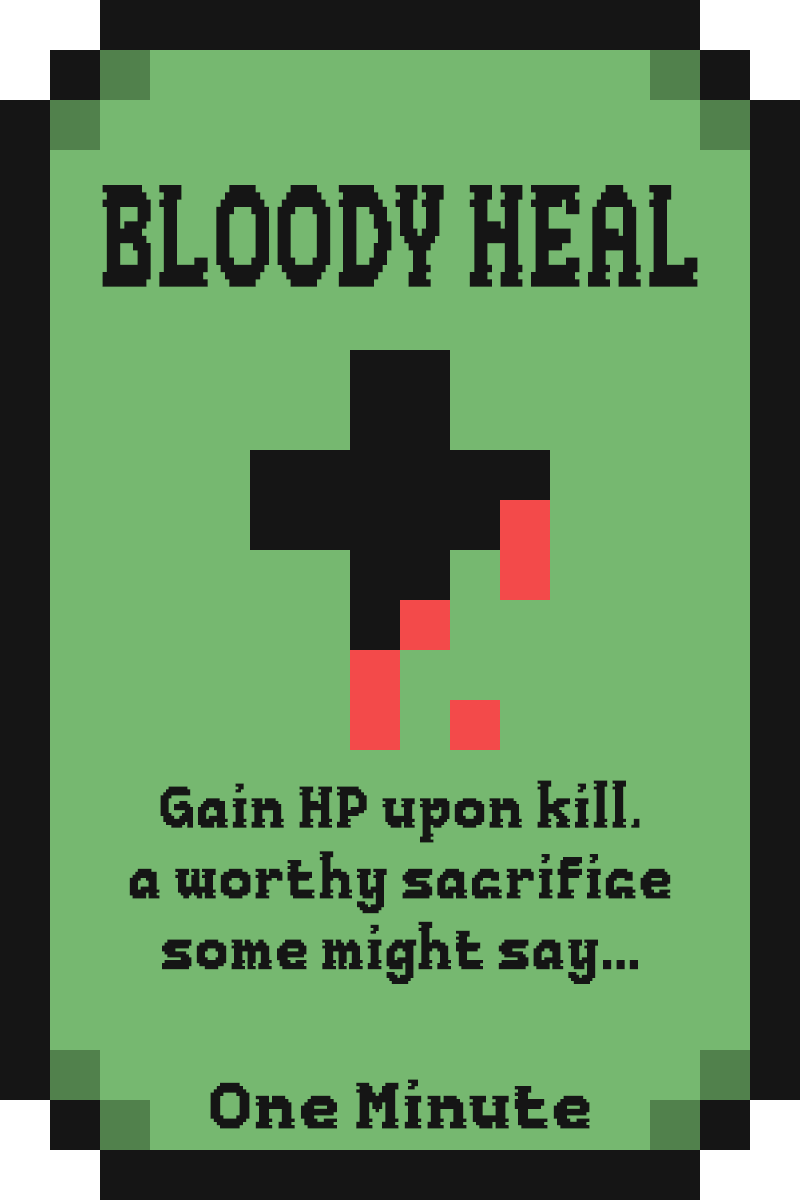 BLOODY HEAL
Gain HP upon kill.
a worthy sacrifice
some might say...
One Minute